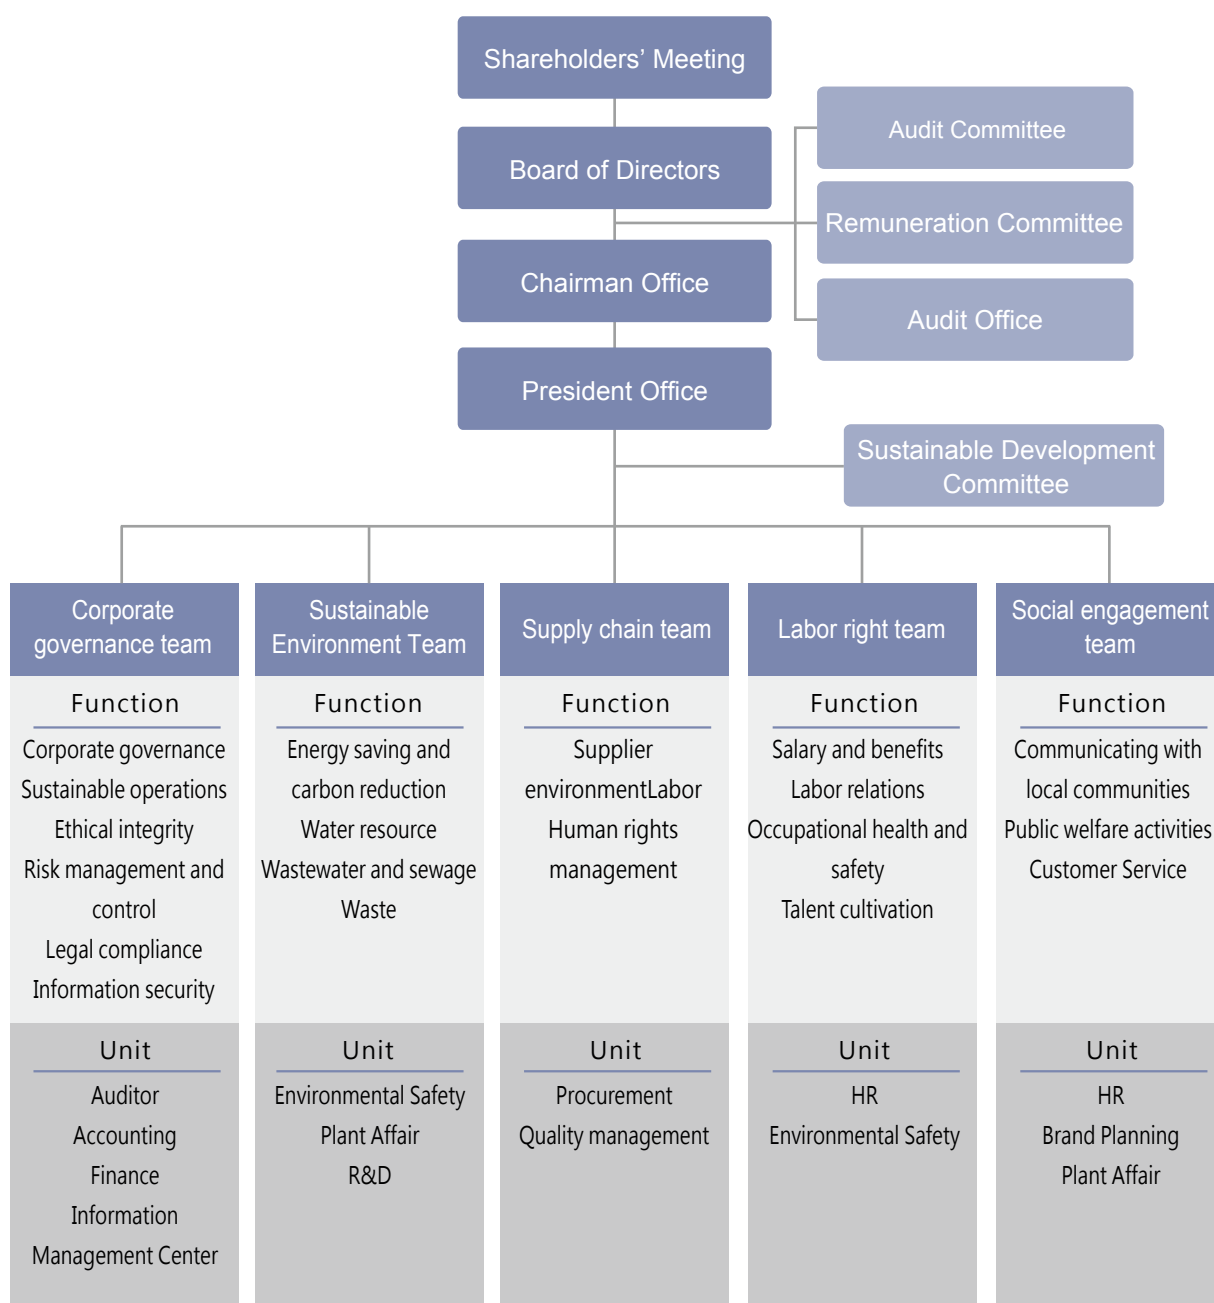 Shareholders’ Meeting
Board of Directors
Audit Committee
Remuneration Committee
Chairman Office
Audit Office
President Office
Sustainable Development
Committee
Corporate
governance team
Function
Corporate governance
Sustainable operations
Ethical integrity
Risk management and
control
Legal compliance
Information security
Unit
Auditor
Accounting
Finance
Information
Management Center
Sustainable
Environment Team
Function
Energy saving and
carbon reduction
Water resource
Wastewater and sewage
Waste
Unit
Environmental Safety
Plant Affair
R&D
Supply chain team
Function
Supplier
environmentLabor
Human rights
management
Unit
Procurement
Quality management
Labor right team
Function
Salary and benefits
Labor relations
Occupational health and
safety
Talent cultivation
Unit
HR
Environmental Safety
Social engagement
team
Function
Communicating with
local communities
Public welfare activities
Customer Service
Unit
HR
Brand Planning
Plant Affair